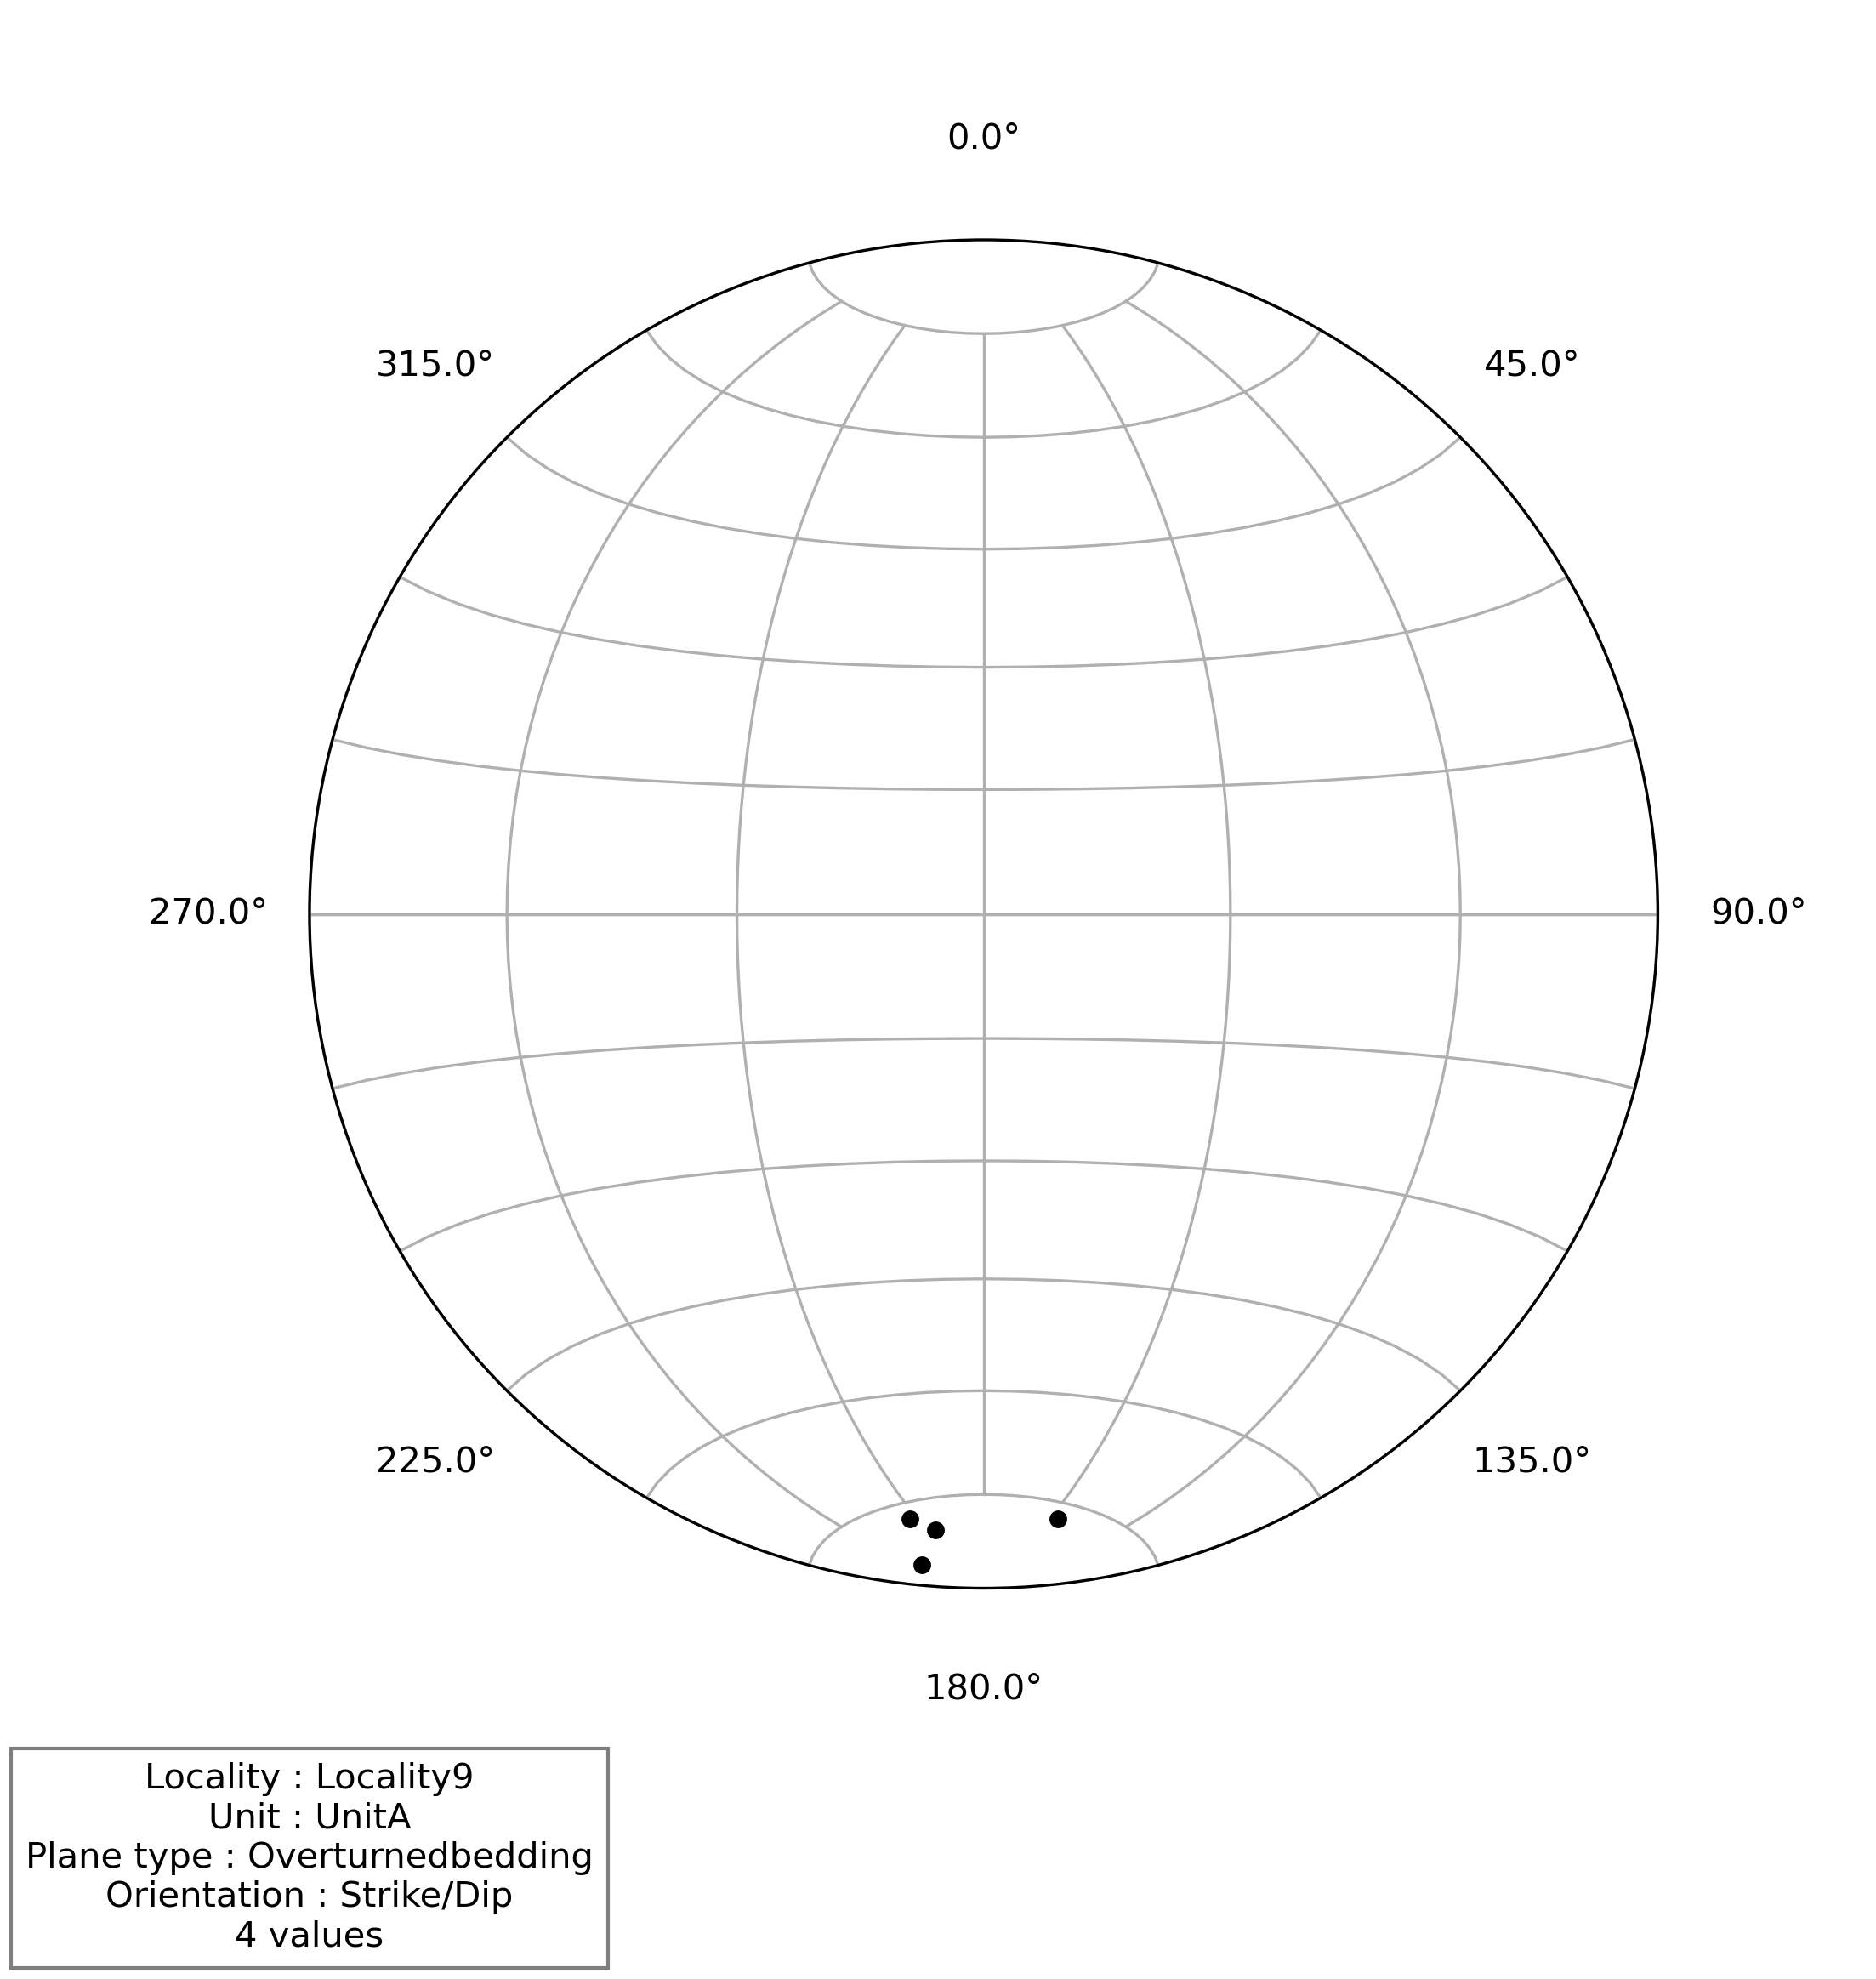 0.0°
315.0°
45.0°
270.0°
90.0°
225.0°
135.0°
180.0°
Locality : Locality9
Unit : UnitA
Plane type : Overturnedbedding
Orientation : Strike/Dip
4 values